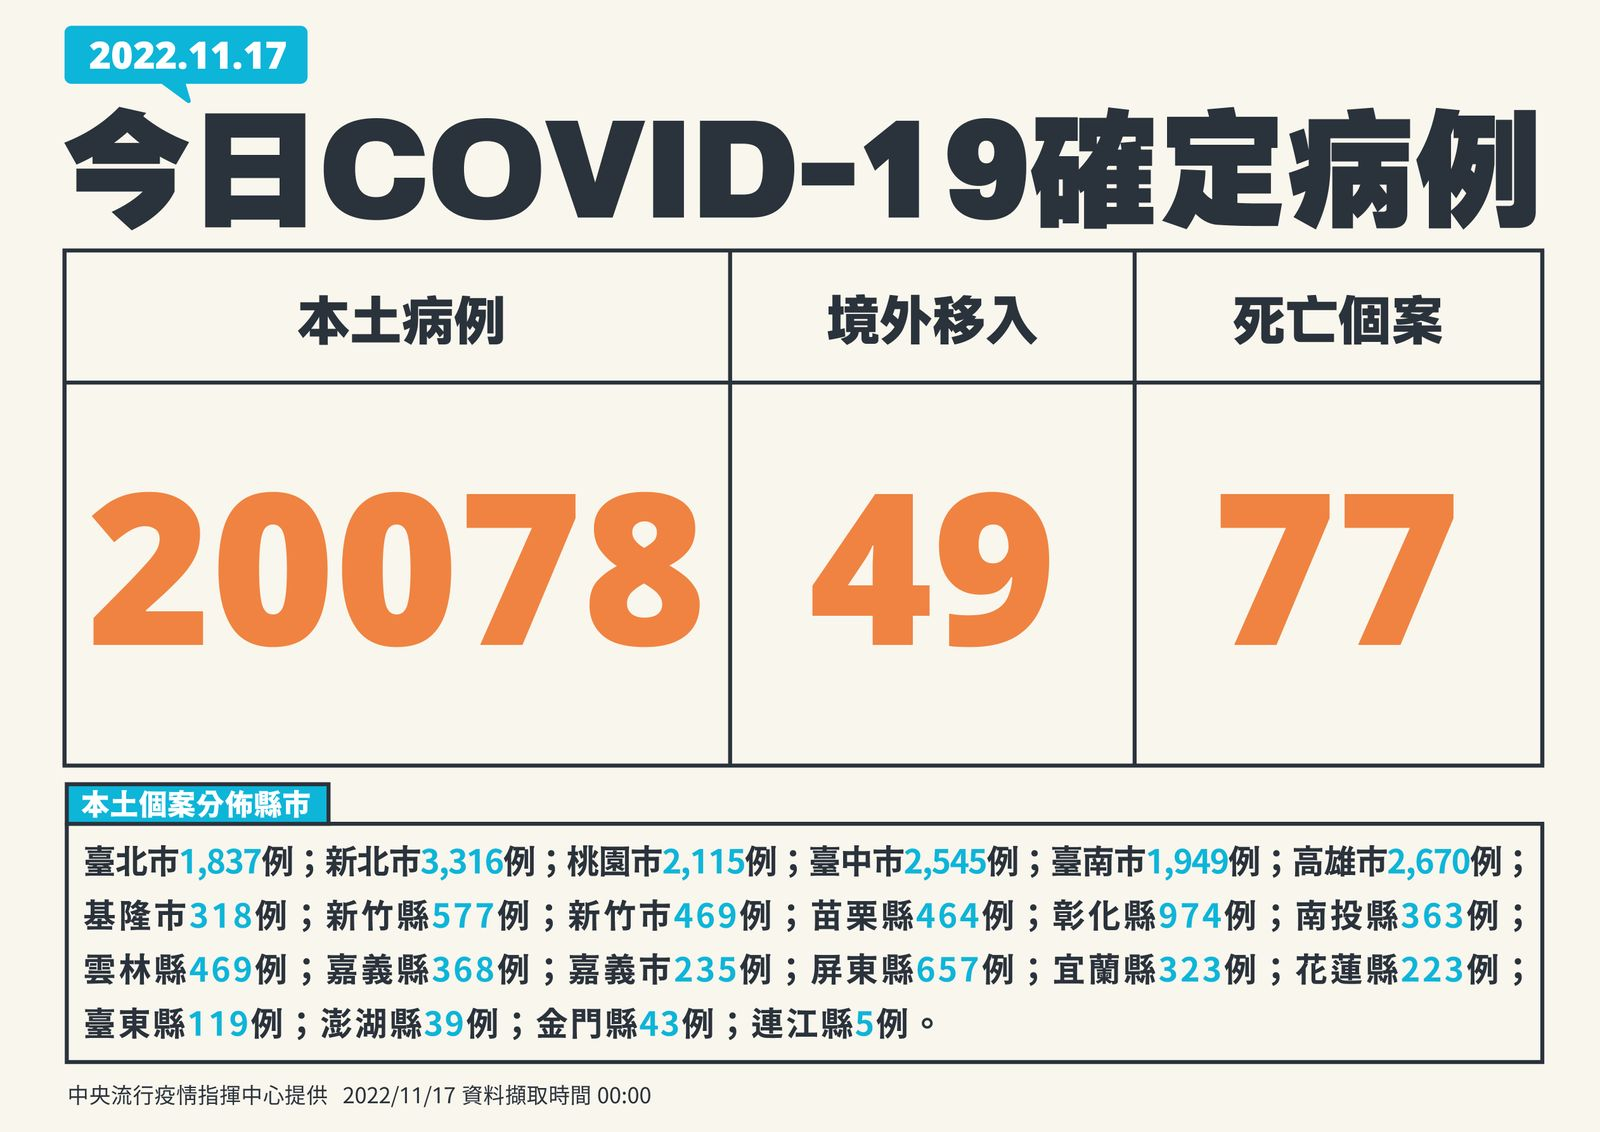 2022.11.17
今日COVID-19確定病例
本土病例 境外移入 死亡個案
20078 49 77
本土個案分佈縣市
臺北市1,837例；新北市3,316例；桃園市2,115例；臺中市2,545例；臺南市1,949例；高雄市2,670例；
基隆市318例；新竹縣577例；新竹市469例；苗栗縣464例；彰化縣974例；南投縣363例；
雲林縣469例；嘉義縣368例；嘉義市235例；屏東縣657例；宜蘭縣323例；花蓮縣223例；
臺東縣119例；澎湖縣39例；金門縣43例；連江縣5例。
中央流行疫情指揮中心提供 2022/11/17 資料擷取時間 00:00